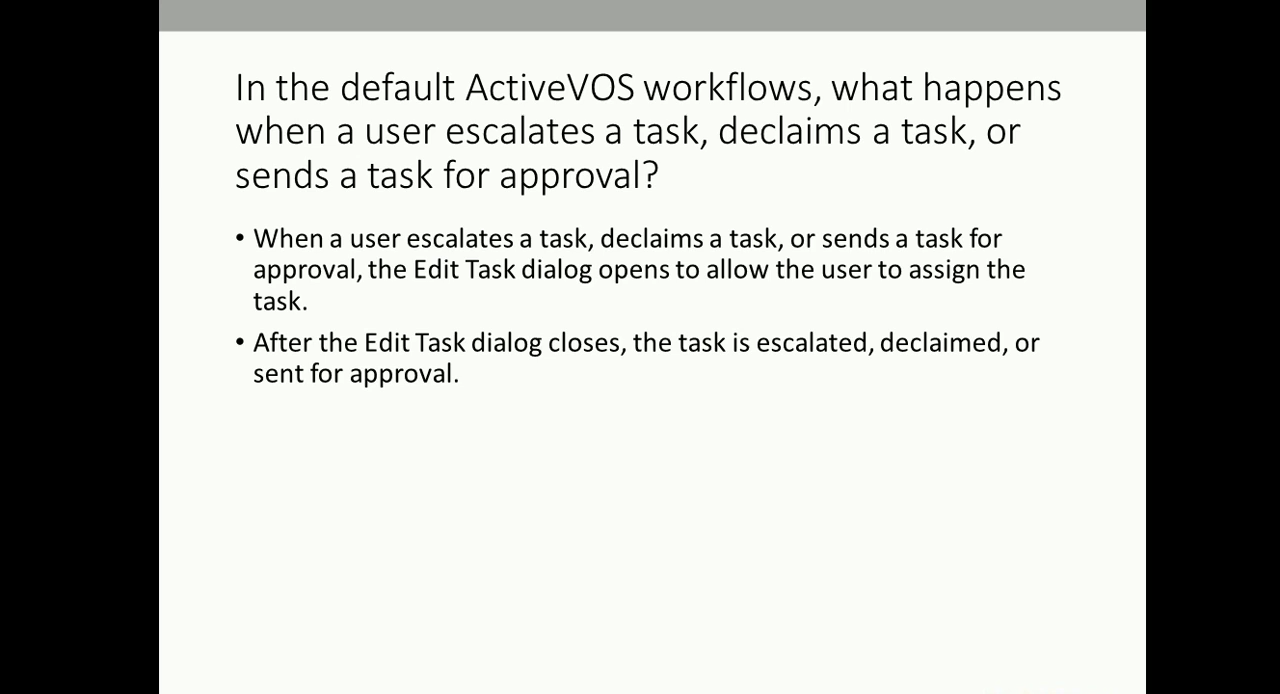 In the default ActiveVOS workflows, what happens
when a user escalates a task, declaims a task, or
sends a task for approval?
• When a user escalates a task, declaims a task, or sends a task for
approval, the Edit Task dialog opens to allow the user to assign the
task.
• After the Edit Task dialog closes, the task is escalated, declaimed, or
sent for approval.